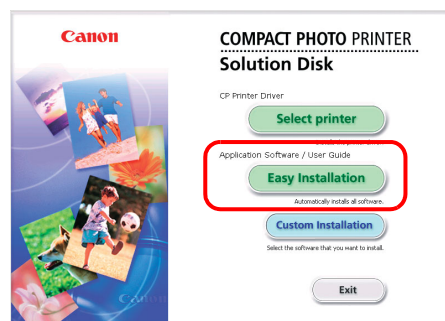 Canon
COMPACT PHOTO PRINTER
Solution Disk
CP Printer Driver
Select printer
Application Software / User Guide
Easy Installation
Automatically installs all software.
Custom Installation
Select the software that you want to install.
Exit
Canon